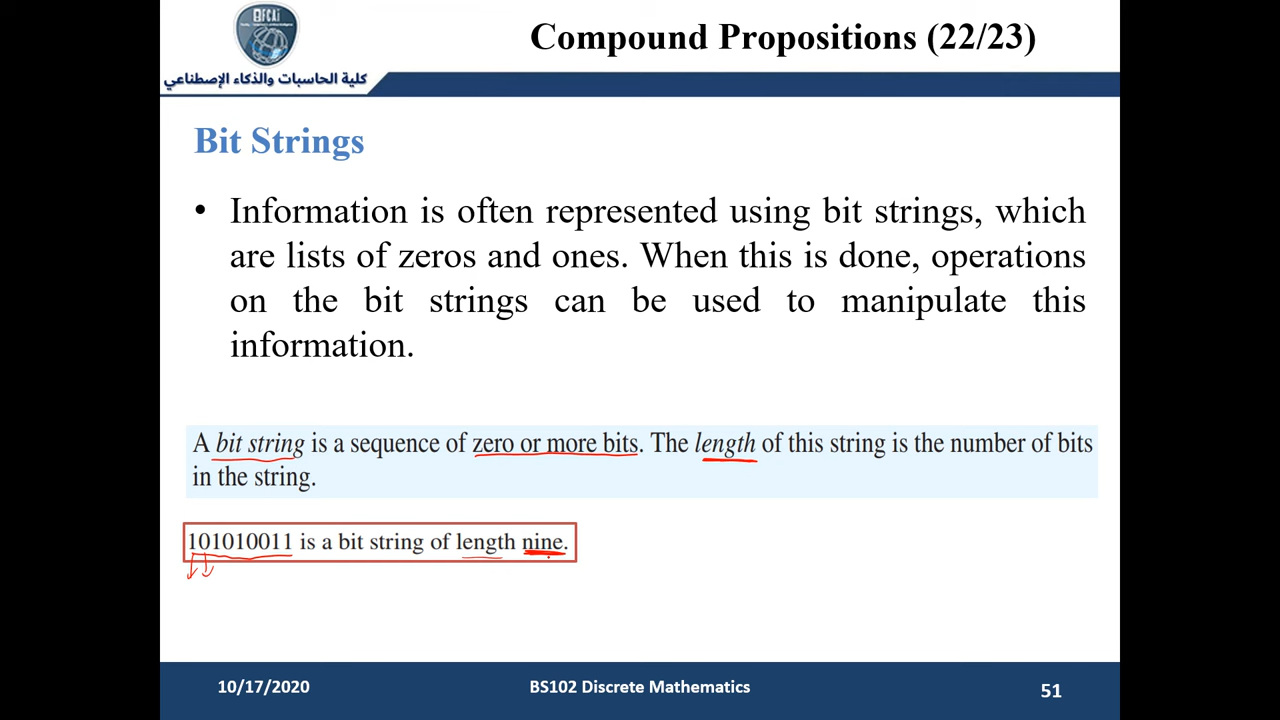 BFCAi
Compound Propositions (22/23)
كلية الحاسبات والذكاء الإصطناعي
Bit Strings
• Information is often represented using bit strings, which
are lists of zeros and ones. When this is done, operations
on the bit strings can be used to manipulate this
information.
A bit string is a sequence of zero or more bits. The length of this string is the number of bits
in the string.
101010011 is a bit string of length nine.
10/17/2020 BS102 Discrete Mathematics 51